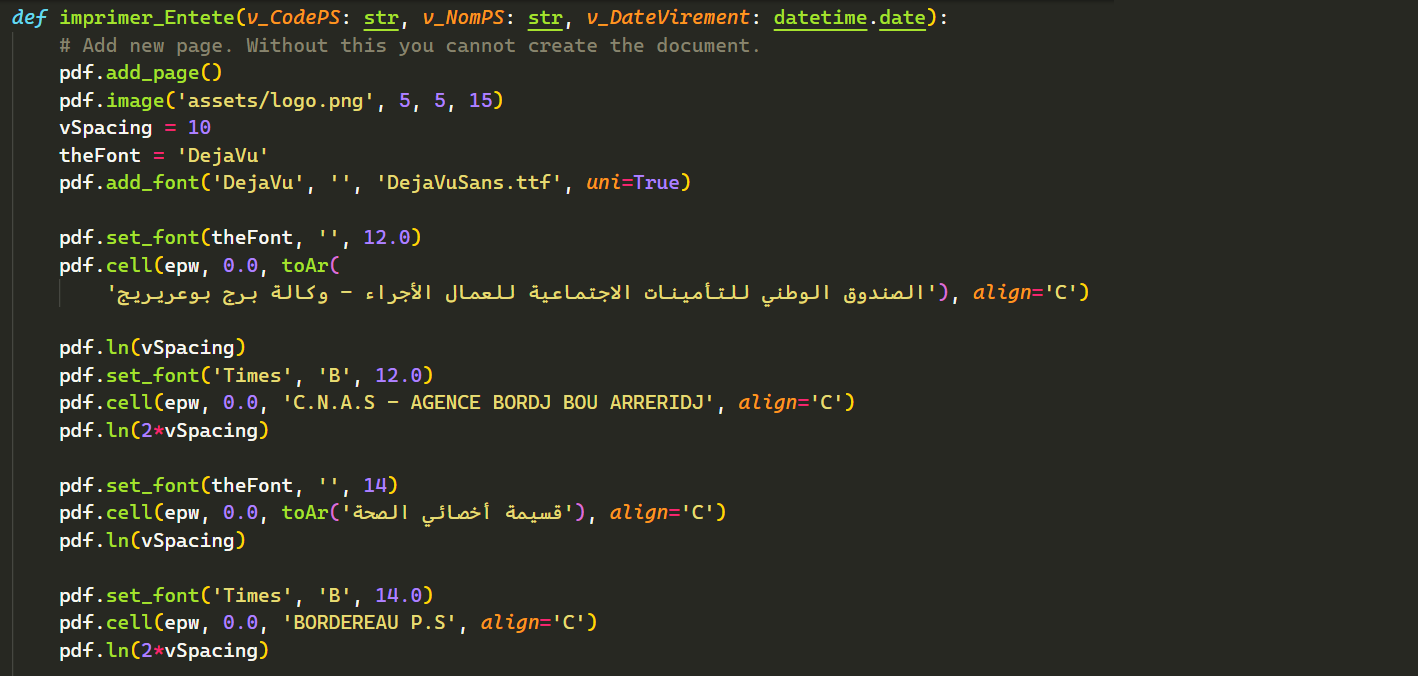 def imprimer_Entete(v_CodePS: str, v_NomPS: str, v_DateVirement: datetime.date):
    # Add new page. Without this you cannot create the document.
    pdf.add_page()
    pdf.image('assets/logo.png', 5, 5, 15)
    vSpacing = 10
    theFont = 'DejaVu'
    pdf.add_font('DejaVu', '', 'DejaVuSans.ttf', uni=True)
    pdf.set_font(theFont, '', 12.0)
    pdf.cell(epw, 0.0, toAr(
        'الصندوق الوطني للتأمينات الاجتماعية للعمال الأجراء - وكالة برج بوعريريج'), align='C')
    pdf.ln(vSpacing)
    pdf.set_font('Times', 'B', 12.0)
    pdf.cell(epw, 0.0, 'C.N.A.S - AGENCE BORDJ BOU ARRERIDJ', align='C')
    pdf.ln(2*vSpacing)
    pdf.set_font(theFont, '', 14)
    pdf.cell(epw, 0.0, toAr('قسيمة أخصائي الصحة'), align='C')
    pdf.ln(vSpacing)
    pdf.set_font('Times', 'B', 14.0)
    pdf.cell(epw, 0.0, 'BORDEREAU P.S', align='C')
    pdf.ln(2*vSpacing)